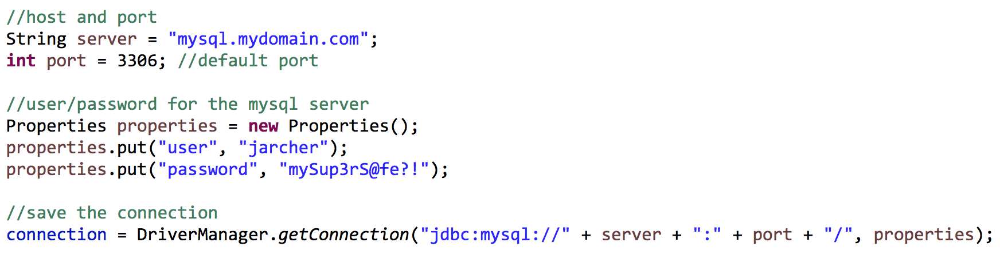 //host and port
String server = "mysql.mydomain.com";
int port = 3306; //default port
//user/password for the mysql server
Properties properties = new Properties();
properties.put("user", "jarcher");
properties.put("password", "mySup3rS@fe?!");
//save the connection
connection = DriverManager.getConnection("jdbc:mysql://" + server + ":" + port + "/", properties);